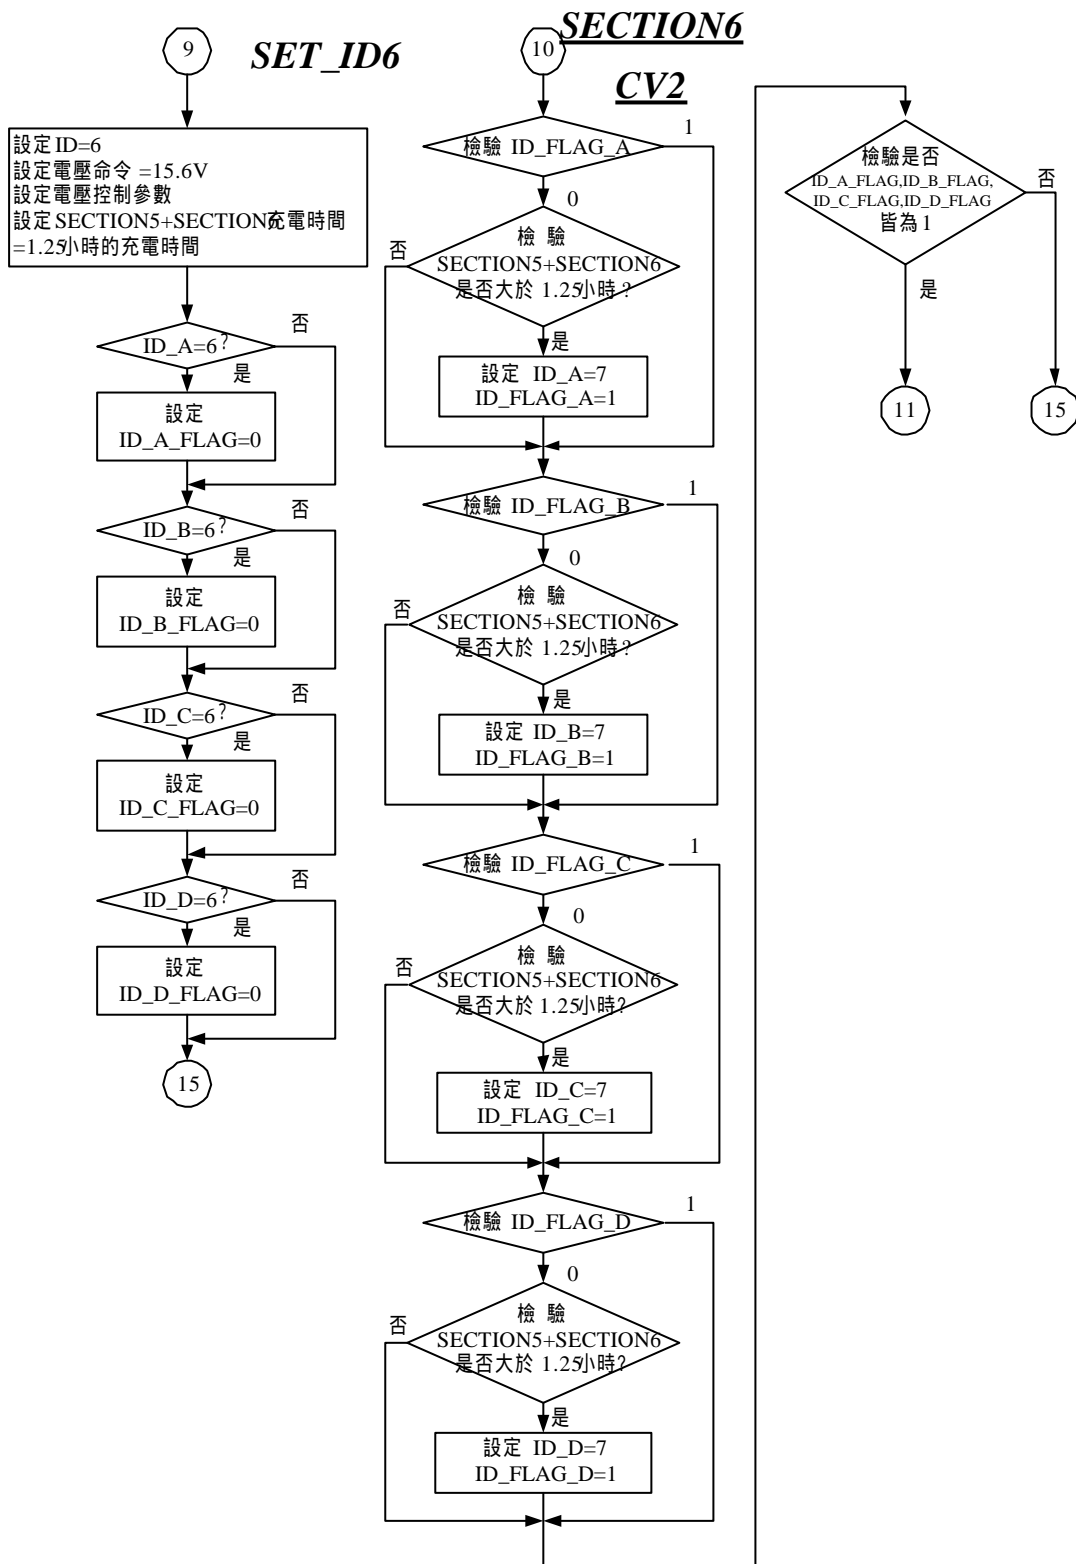 9
SET_ID6
設定 ID=6
設定電壓命令 =15.6V
設定電壓控制參數
設定 SECTION5+SECTION6充電時間
=1.25小時的充電時間
ID_A=6?
否
是
設定
ID_A_FLAG=0
ID_B=6?
否
是
設定
ID_B_FLAG=0
ID_C=6?
否
是
設定
ID_C_FLAG=0
ID_D=6?
否
是
設定
ID_D_FLAG=0
15
10
SECTION6
CV2
檢驗 ID_FLAG_A
1
0
檢 驗
SECTION5+SECTION6
是否大於 1.25小時?
否
是
設定 ID_A=7
ID_FLAG_A=1
檢驗 ID_FLAG_B
1
0
檢 驗
SECTION5+SECTION6
是否大於 1.25小時?
否
是
設定 ID_B=7
ID_FLAG_B=1
檢驗 ID_FLAG_C
1
0
檢 驗
SECTION5+SECTION6
是否大於 1.25小時?
否
是
設定 ID_C=7
ID_FLAG_C=1
檢驗 ID_FLAG_D
1
0
檢 驗
SECTION5+SECTION6
是否大於 1.25小時?
否
是
設定 ID_D=7
ID_FLAG_D=1
檢驗是否
ID_A_FLAG,ID_B_FLAG,
ID_C_FLAG,ID_D_FLAG
皆為 1
否
是
11
15